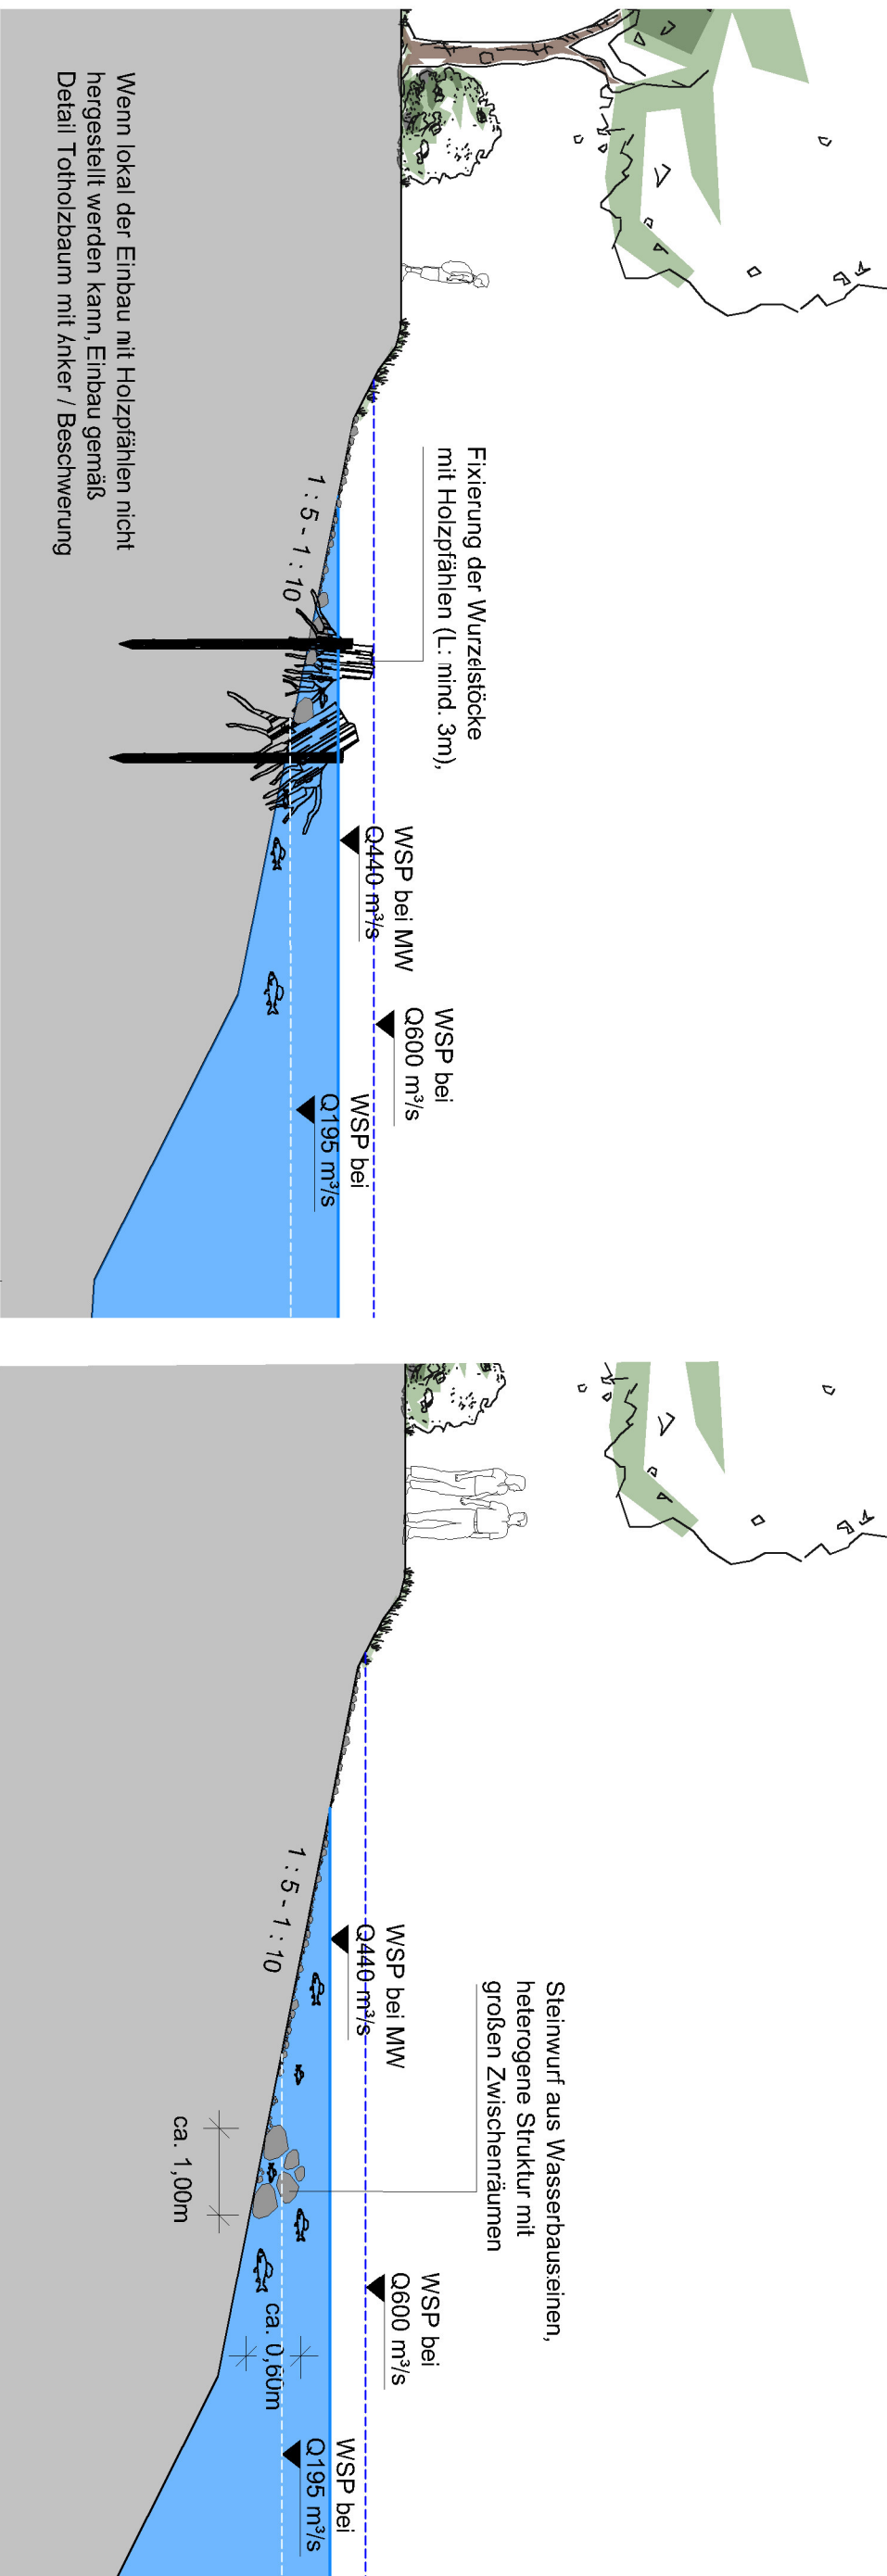 Fixierung der Wurzelstöcke
mit Holzpfählen (L: mind. 3m),
WSP bei MW
Q440 m³/s
WSP bei
Q600 m³/s
WSP bei
Q195 m³/s
1 : 5 - 1 : 10
Wenn lokal der Einbau mit Holzpfählen nicht
hergestellt werden kann, Einbau gemäß
Detail Totholzbaum mit Anker / Beschwerung
Steinwurf aus Wasserbausteinen,
heterogene Struktur mit
großen Zwischenräumen
WSP bei MW
Q440 m³/s
WSP bei
Q600 m³/s
WSP bei
Q195 m³/s
1 : 5 - 1 : 10
ca. 1,00m
ca. 0,60m